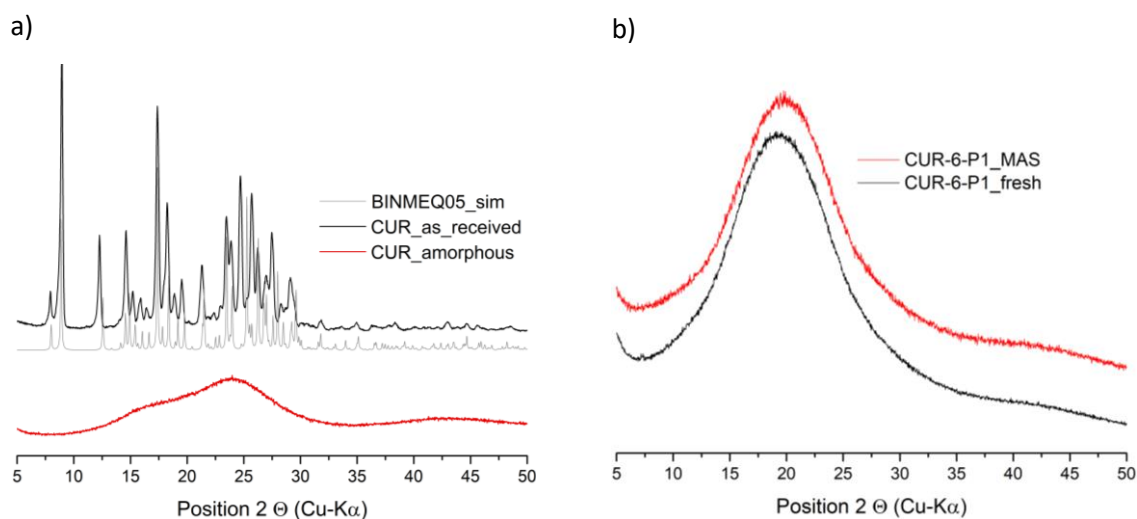 a)
b)
BINMEQ05_sim
CUR_as_received
CUR_amorphous
CUR-6-P1_MAS
CUR-6-P1_fresh
5 10 15 20 25 30 35 40 45 50
5 10 15 20 25 30 35 40 45 50
Position 2 Θ (Cu-Kα)
Position 2 Θ (Cu-Kα)